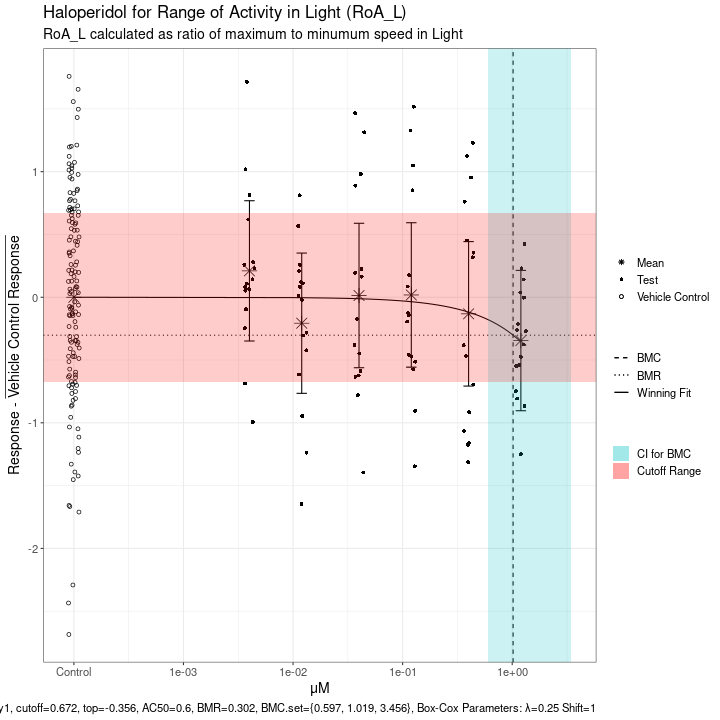 Haloperidol for Range of Activity in Light (RoA_L)
RoA_L calculated as ratio of maximum to minumum speed in Light
Response - Vehicle Control Response
1
0
-1
-2
Control
1e-03
1e-02
1e-01
1e+00
μM
Mean
Test
Vehicle Control
BMC
BMR
Winning Fit
CI for BMC
Cutoff Range
y1, cutoff=0.672, top=-0.356, AC50=0.6, BMR=0.302, BMC.set={0.597, 1.019, 3.456}, Box-Cox Parameters: λ=0.25 Shift=1